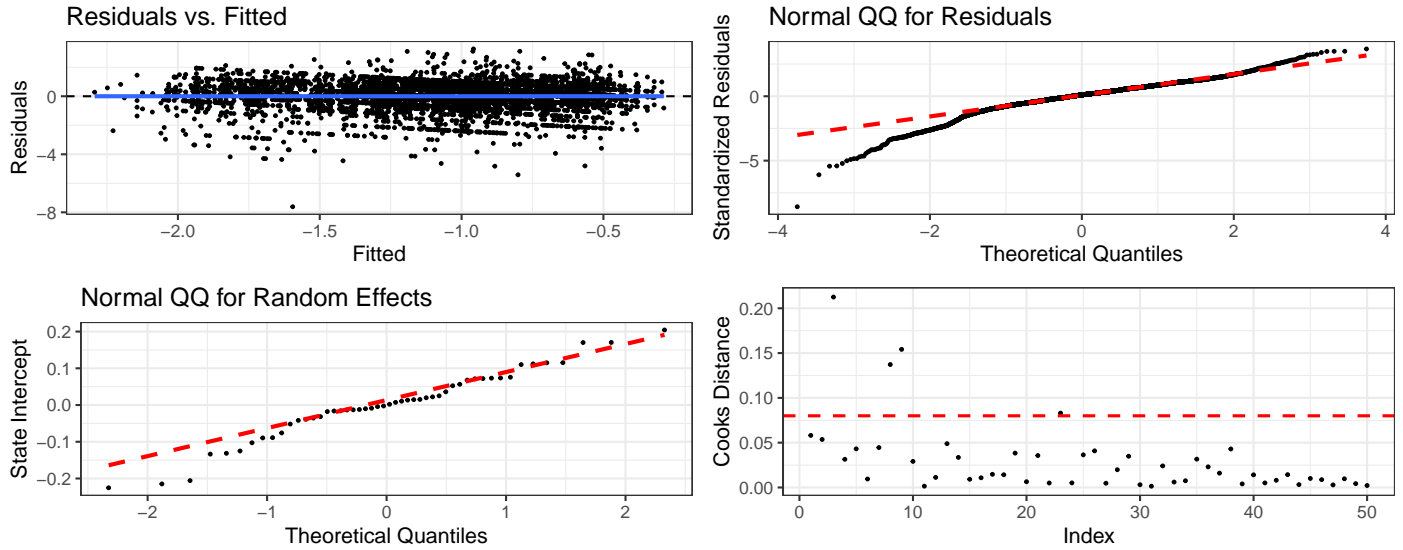 Residuals vs. Fitted
Residuals
0
−4
−8
−2.0 −1.5 −1.0 −0.5
Fitted
Normal QQ for Residuals
Standardized Residuals
0
−5
−4 −2 0 2 4
Theoretical Quantiles
Normal QQ for Random Effects
State Intercept
0.2
0.1
0.0
−0.1
−0.2
−2 −1 0 1 2
Theoretical Quantiles
Cooks Distance
0.20
0.15
0.10
0.05
0.00
0 10 20 30 40 50
Index